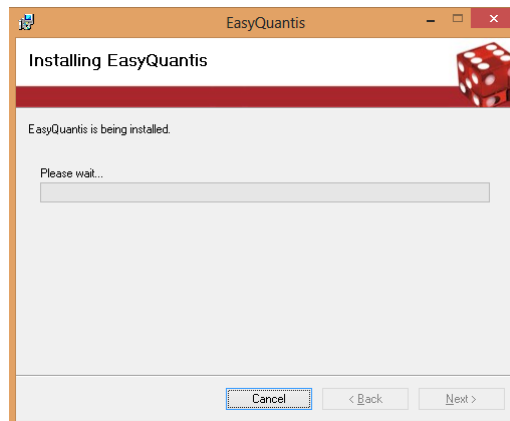 EasyQuantis
Installing EasyQuantis
EasyQuantis is being installed.
Please wait...
Cancel
< Back
Next >